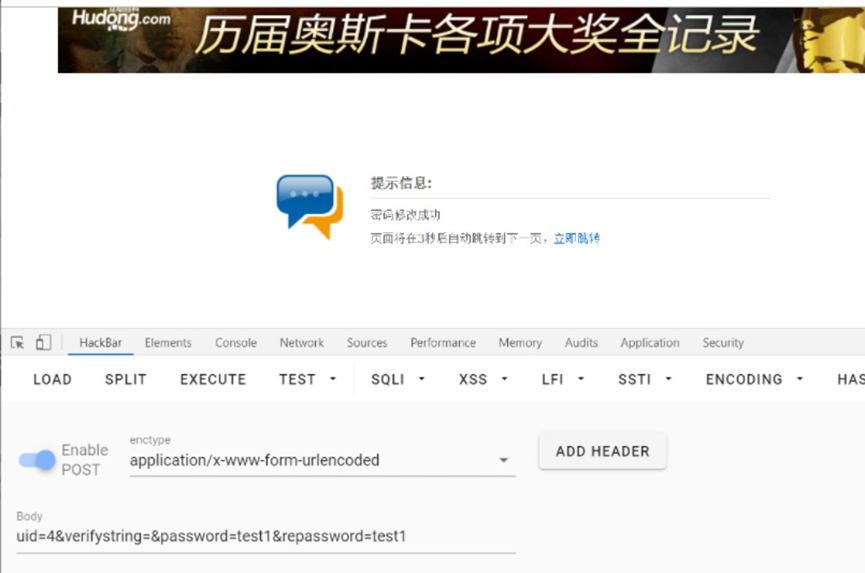 Hudong.com
历届奥斯卡各项大奖全记录
提示信息:
密码修改成功
页面将在3秒后自动跳转到下一页，立即跳转
HackBar Elements Console Network Sources Performance Memory Audits Application Security
LOAD SPLIT EXECUTE TEST SQLI XSS LFI SSTI ENCODING HAS
Enable
POST
enctype
application/x-www-form-urlencoded
ADD HEADER
Body
uid=4&verifystring=&password=test1&repassword=test1